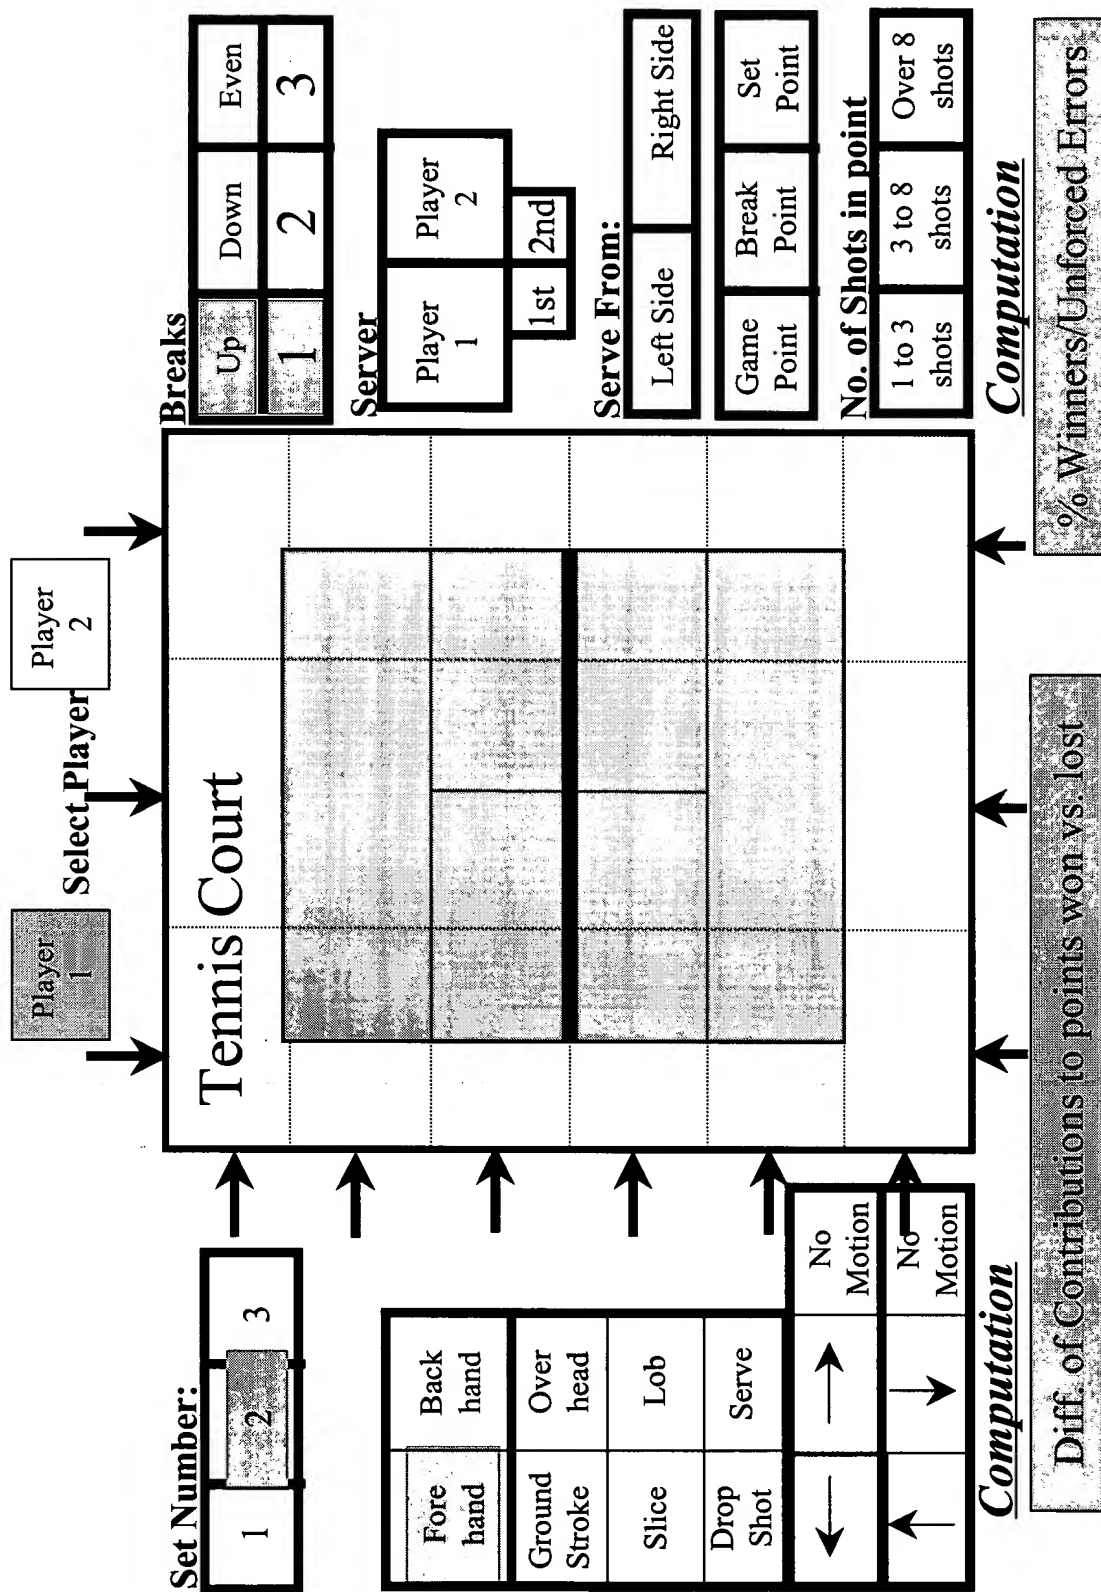 Select Player
Player
1
Player
2
Set Number:
1
2
3
Fore
hand
Back
hand
Ground
Stroke
Over
head
Slice
Lob
Drop
Shot
Serve
No
Motion
No
Motion
Computation
Diff. of Contributions to points won vs. lost
Tennis Court
Breaks
Up
Down
Even
1
2
3
Server
Player
1
Player
2
1st
2nd
Serve From:
Left Side
Right Side
Game
Point
Break
Point
Set
Point
No. of Shots in point
1 to 3
shots
3 to 8
shots
Over 8
shots
Computation
% Winners/Unforced Errors